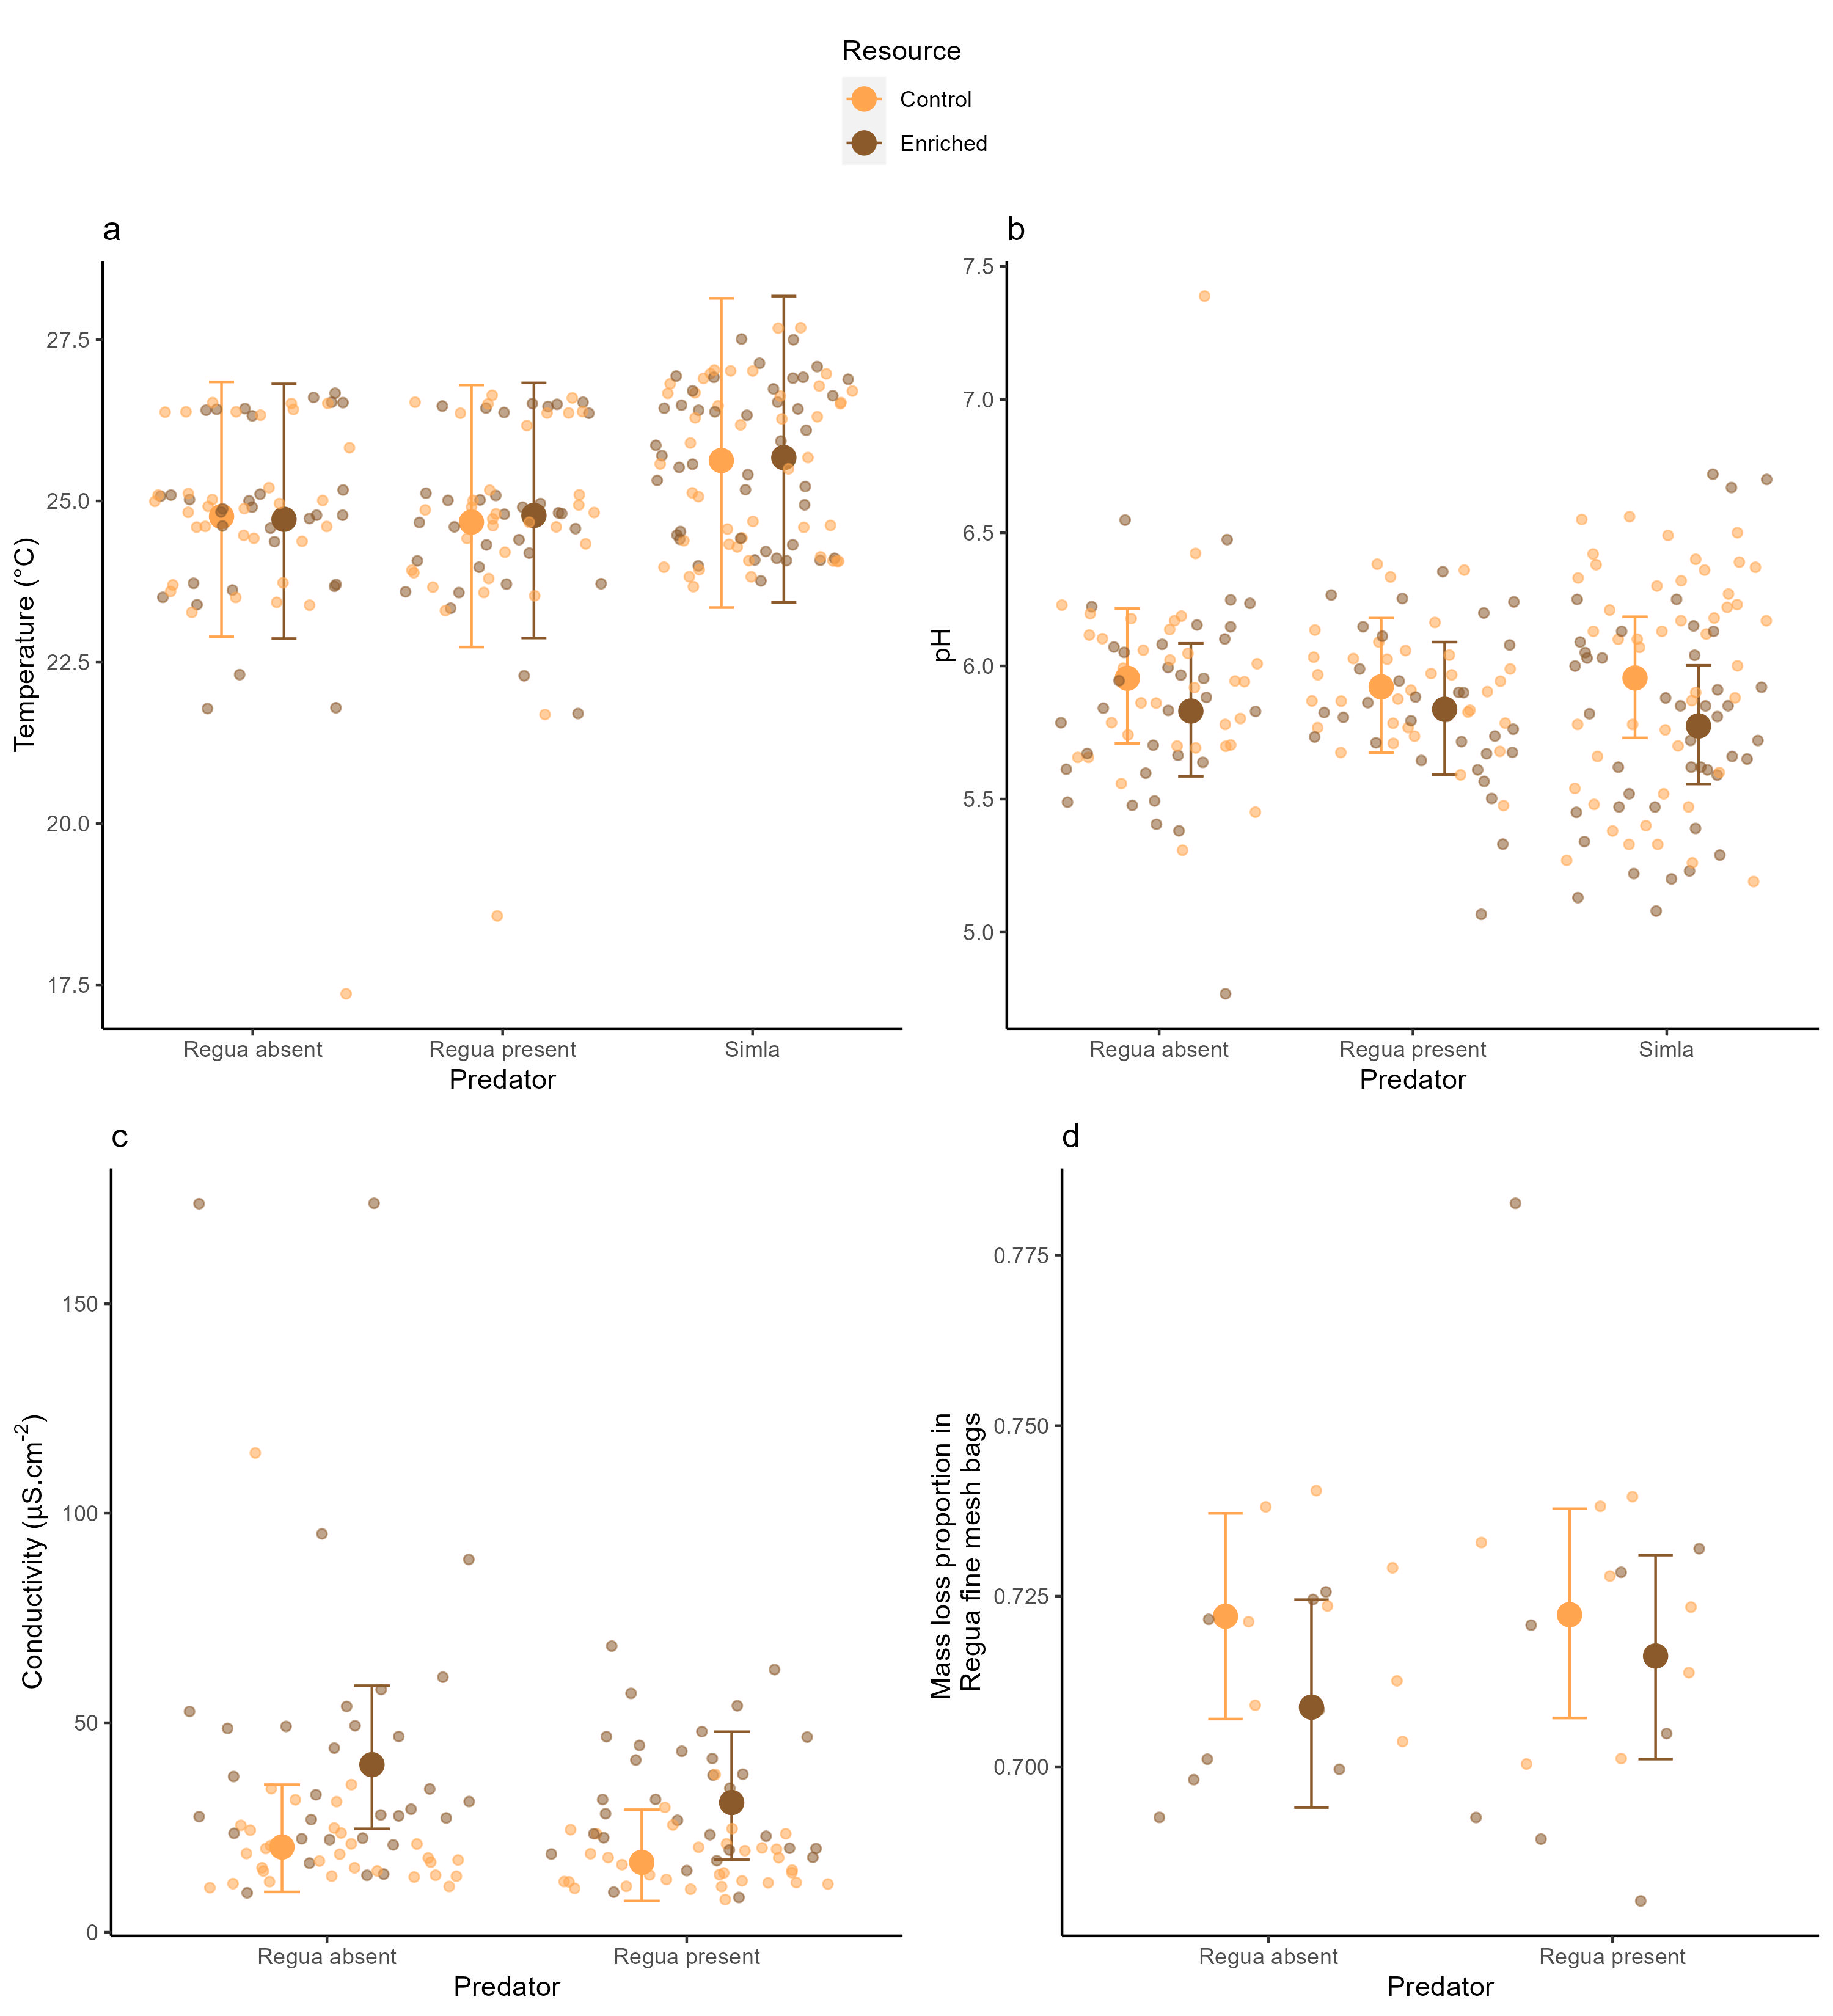 Resource
Control
Enriched
a
Temperature (°C)
27.5
25.0
22.5
20.0
17.5
Regua absent
Regua present
Simla
Predator
b
pH
7.5
7.0
6.5
6.0
5.5
5.0
Regua absent
Regua present
Simla
Predator
c
Conductivity (µS.cm⁻²)
150
100
50
0
Regua absent
Regua present
Predator
d
Mass loss proportion in
Regua fine mesh bags
0.775
0.750
0.725
0.700
Regua absent
Regua present
Predator